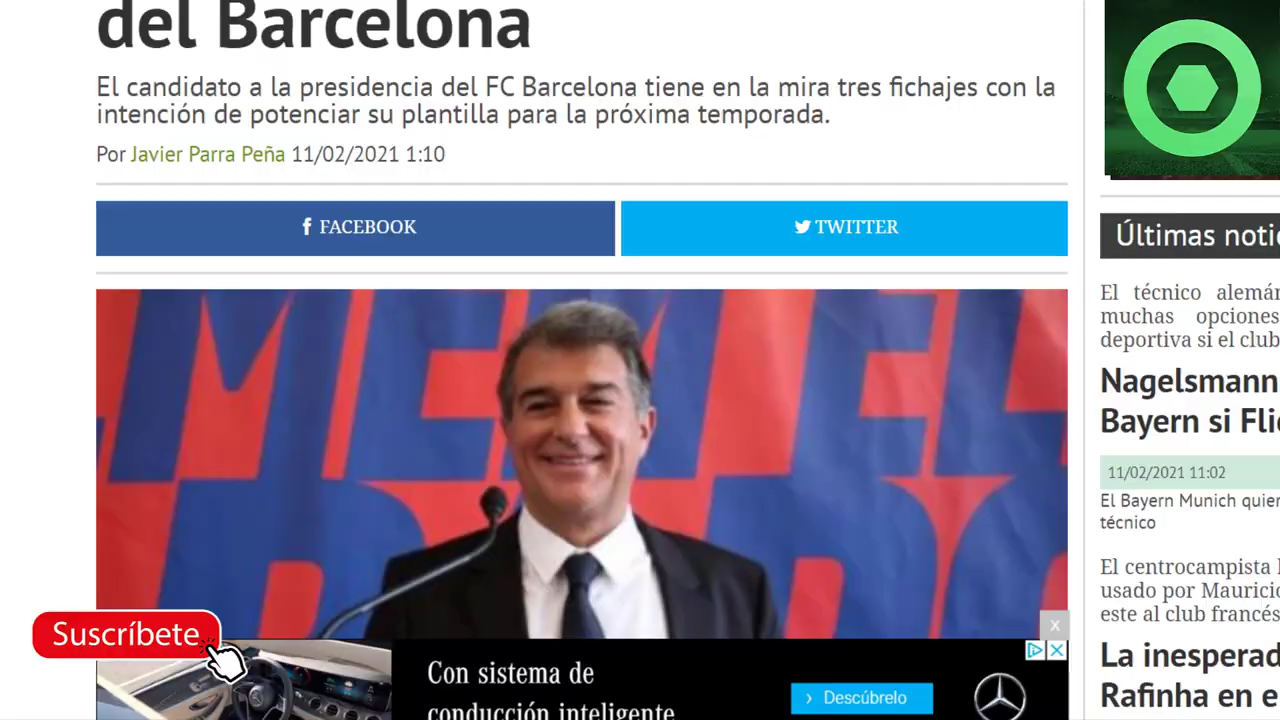 del Barcelona
El candidato a la presidencia del FC Barcelona tiene en la mira tres fichajes con la
intención de potenciar su plantilla para la próxima temporada.
Por Javier Parra Peña 11/02/2021 1:10
FACEBOOK
TWITTER
Últimas noti
El técnico alemán
muchas opciones
deportiva si el club
Nagelsmann
Bayern si Fli
11/02/2021 11:02
El Bayern Munich quier
técnico
El centrocampista
usado por Mauricio
este al club francés
La inesperad
Rafinha en e
Suscríbete
x
Con sistema de
conducción inteligente
› Descúbrelo